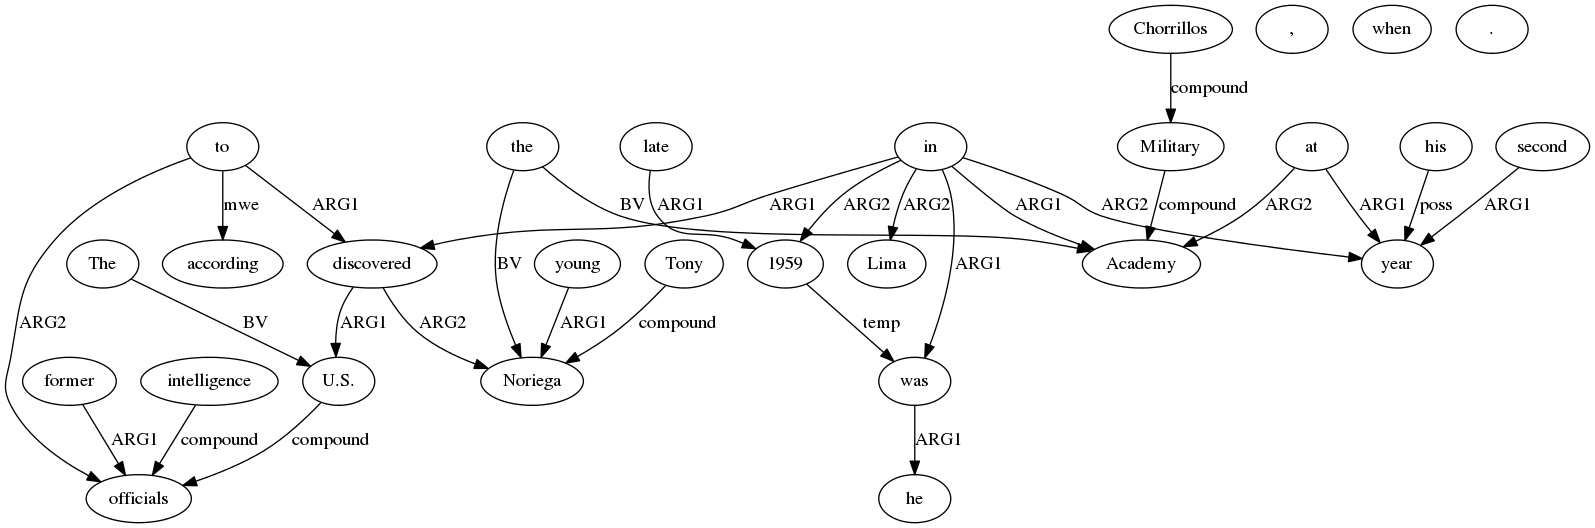 Chorrillos , when .
compound
to the late in Military at his second
mwe ARG1 BV ARG1 ARG1 ARG2 ARG2 ARG1 ARG2 compound ARG2 ARG1 poss ARG1
The according discovered young Tony 1959 Lima Academy year
BV ARG1 BV ARG1 ARG2 ARG2 ARG1 compound temp
former intelligence U.S. Noriega was
ARG1 compound compound ARG1
officials he